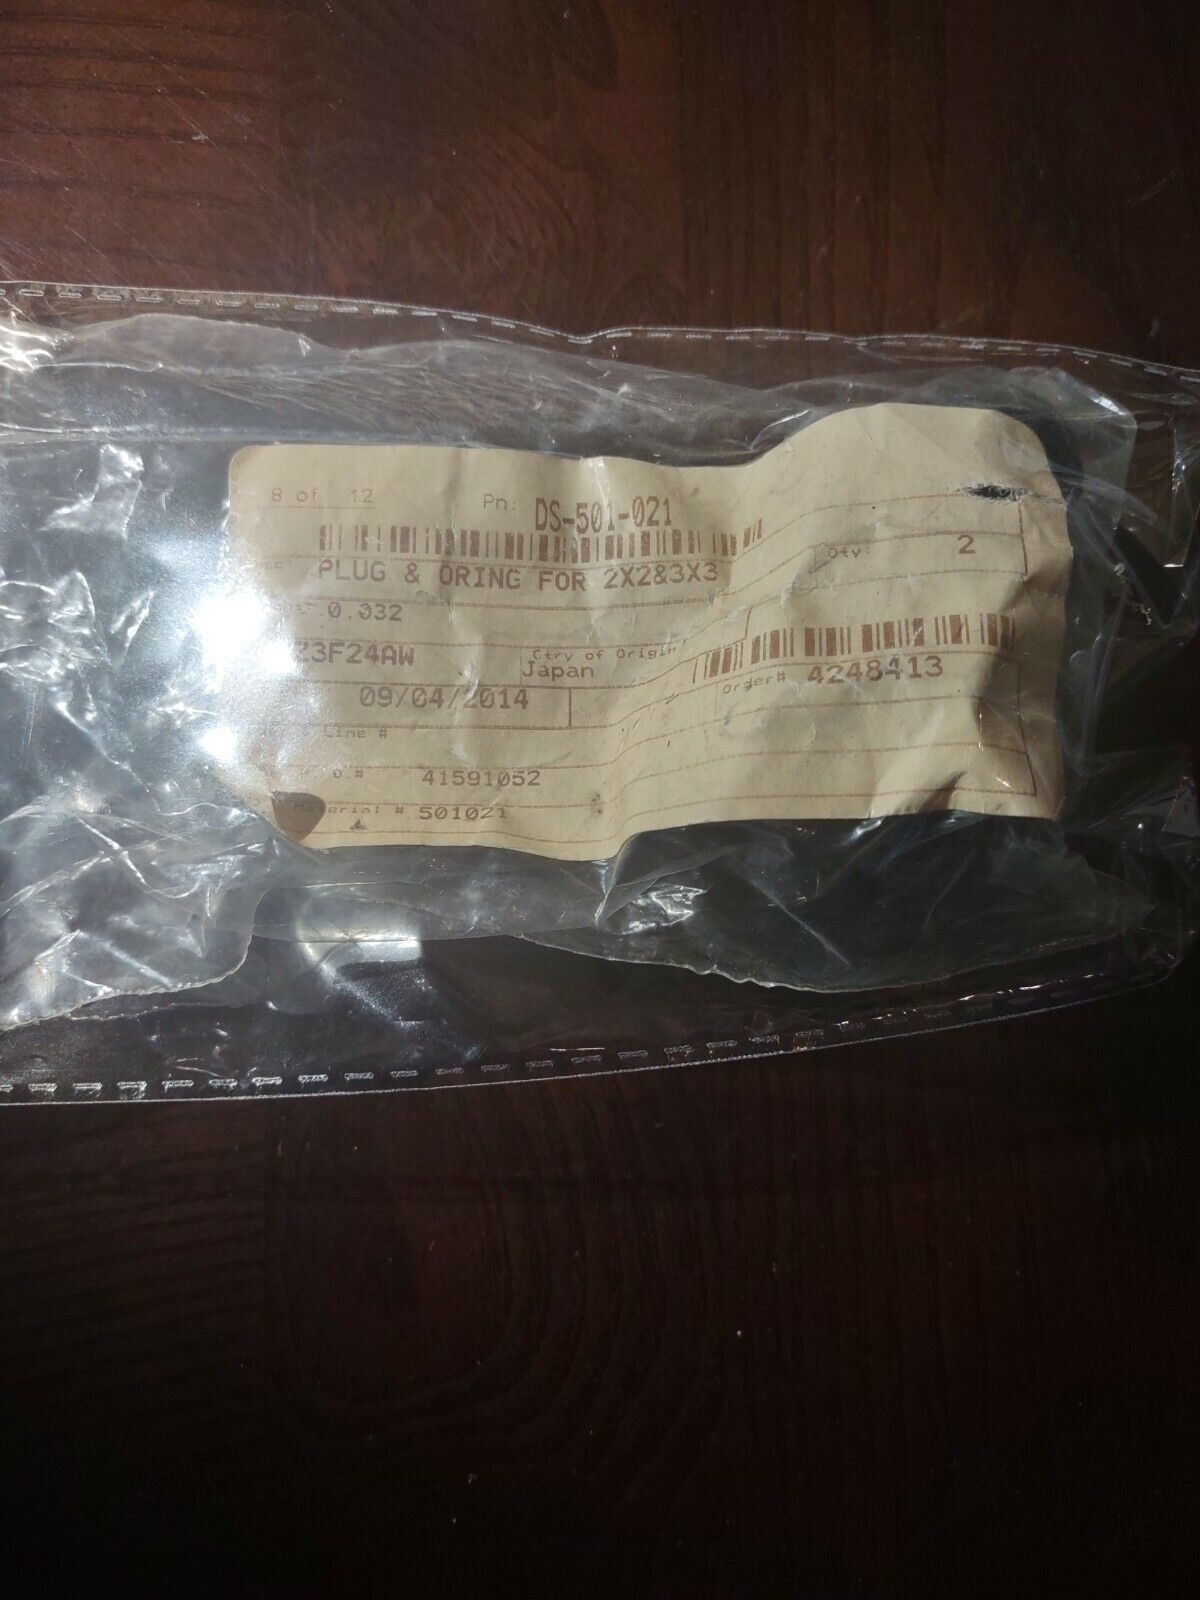 8 of 12 Pn: DS-501-021
PLUG & ORING FOR 2X2&3X3 Qty: 2
0.032
Z3F24AW Ctry of Origin Japan
Order# 4248413
09/04/2014
Line #
o.# 41591052
Material # 501021